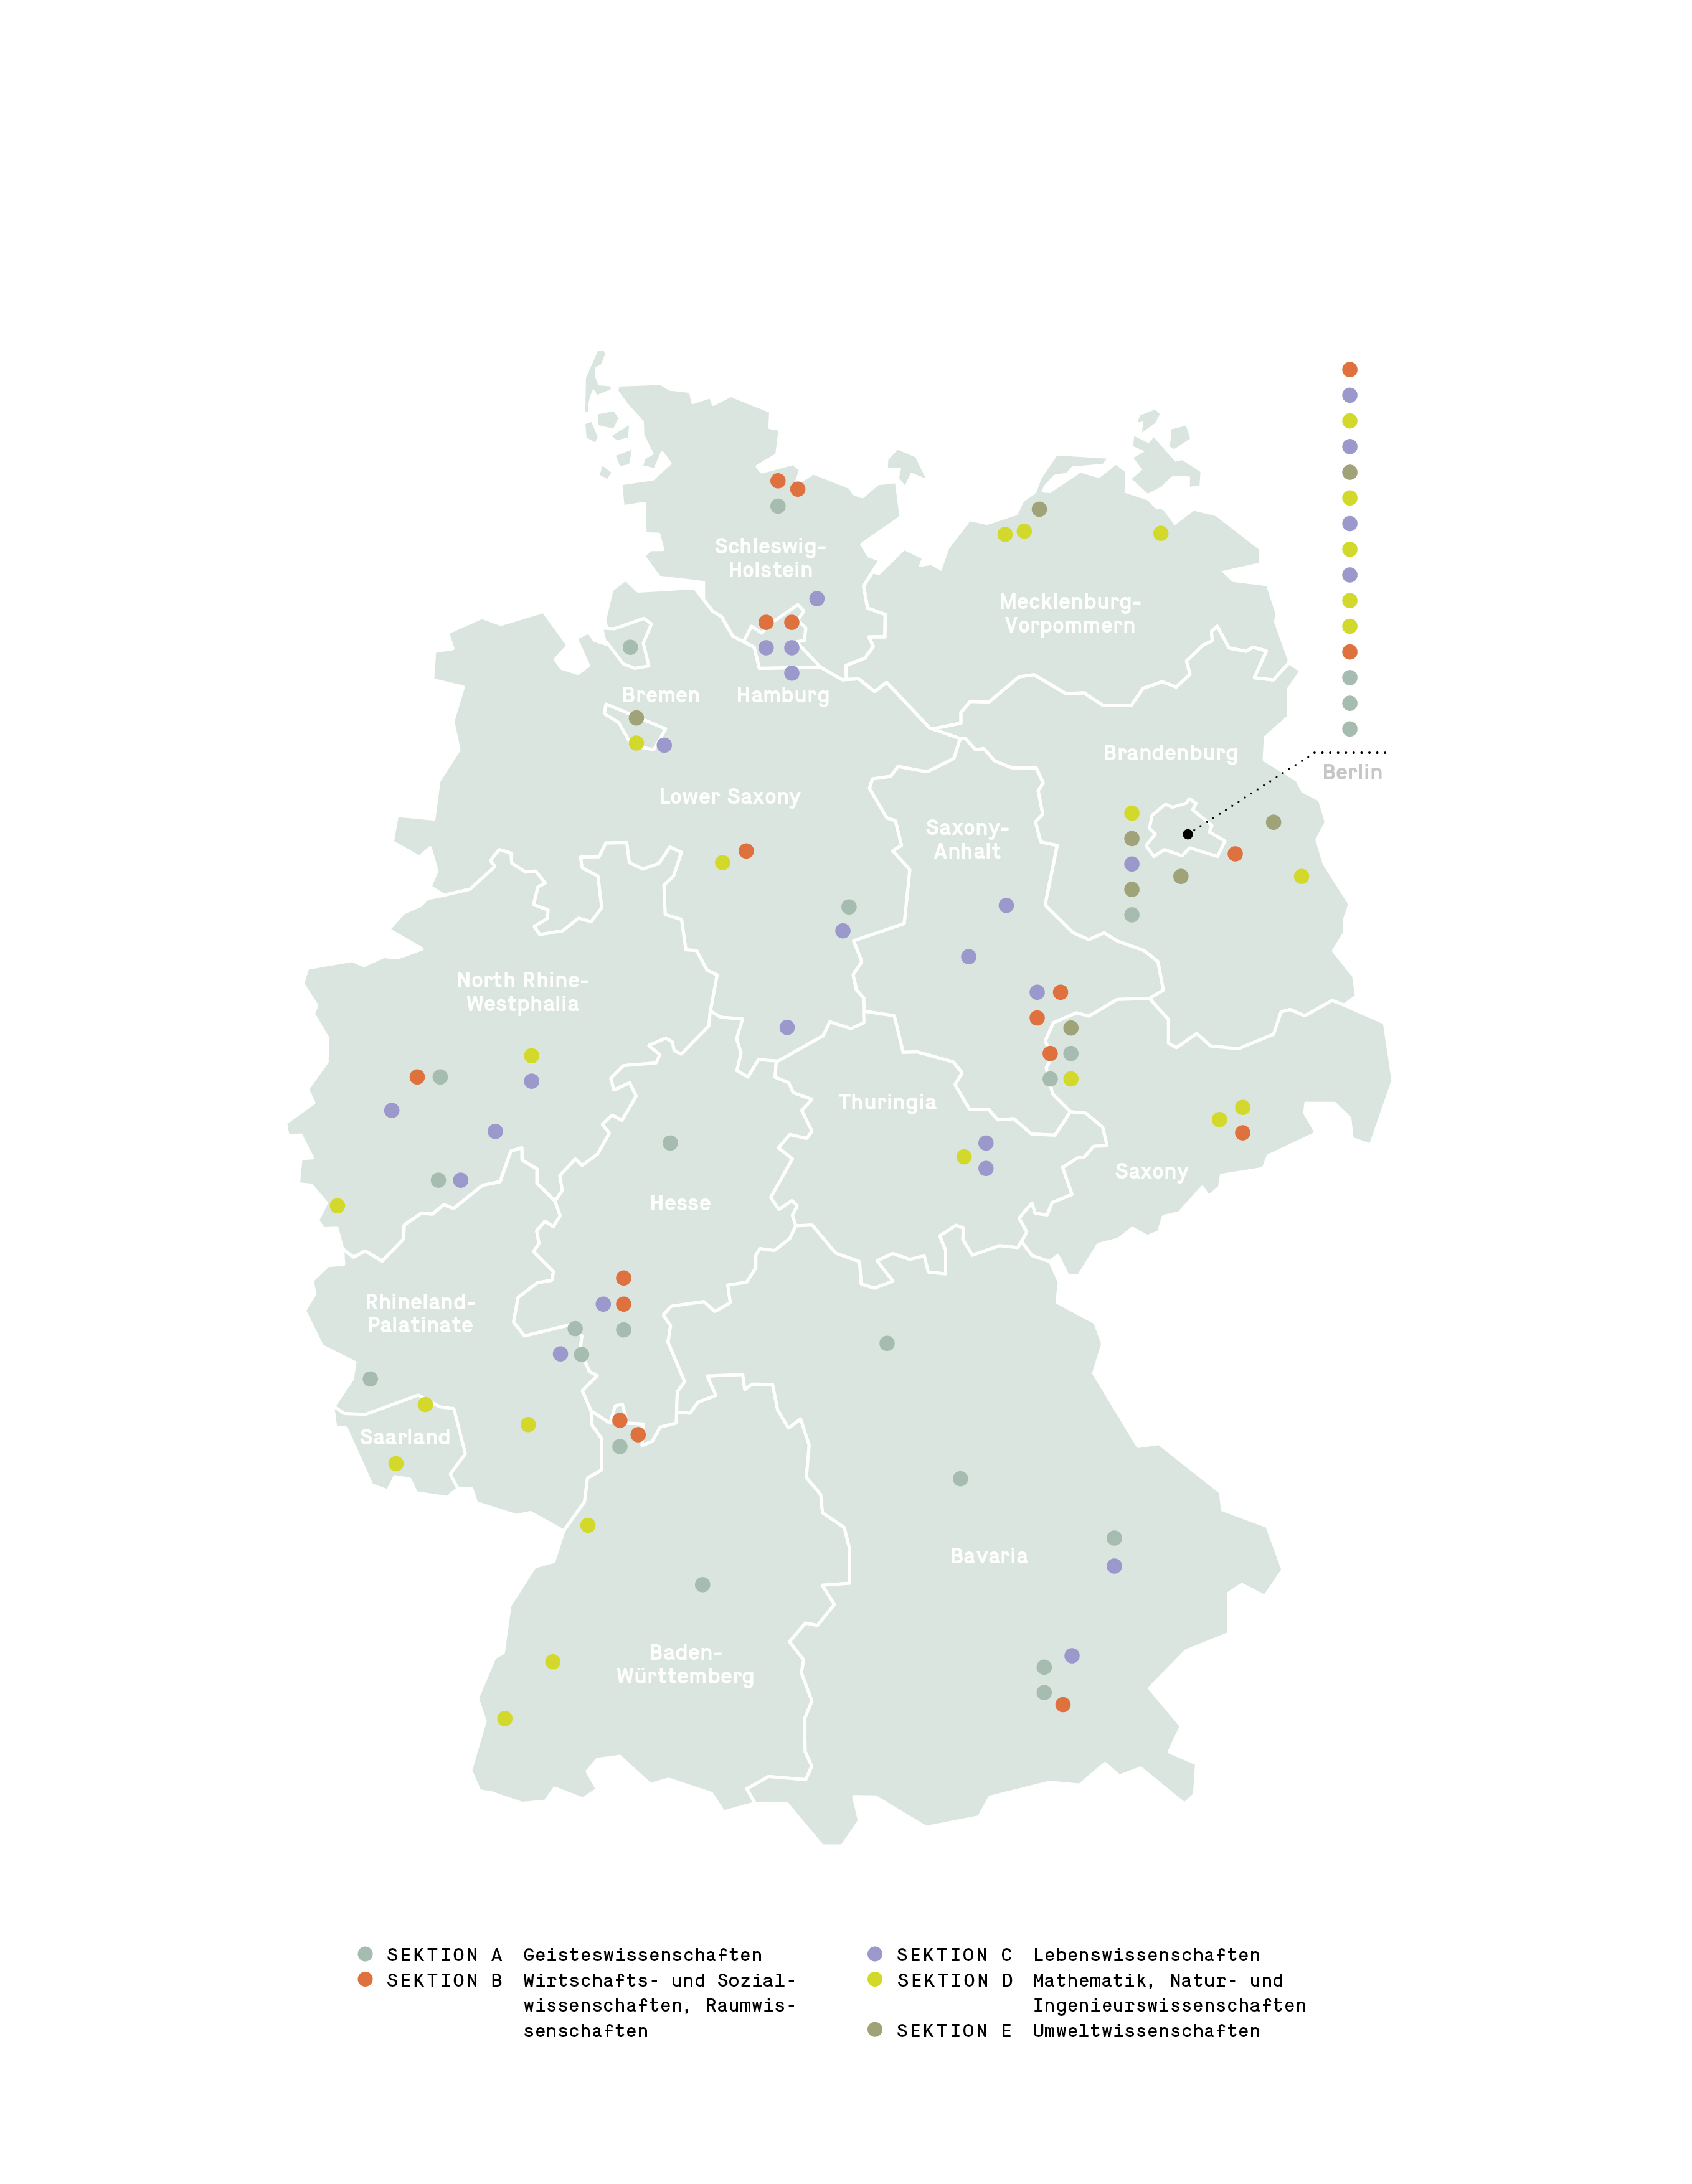 Schleswig-
Holstein
Mecklenburg-
Vorpommern
Bremen
Hamburg
Brandenburg
Berlin
Lower Saxony
Saxony-
Anhalt
North Rhine-
Westphalia
Thuringia
Saxony
Hesse
Rhineland-
Palatinate
Saarland
Bavaria
Baden-
Württemberg
SEKTION A Geisteswissenschaften
SEKTION B Wirtschafts- und Sozial-
wissenschaften, Raumwis-
senschaften
SEKTION C Lebenswissenschaften
SEKTION D Mathematik, Natur- und
Ingenieurswissenschaften
SEKTION E Umweltwissenschaften